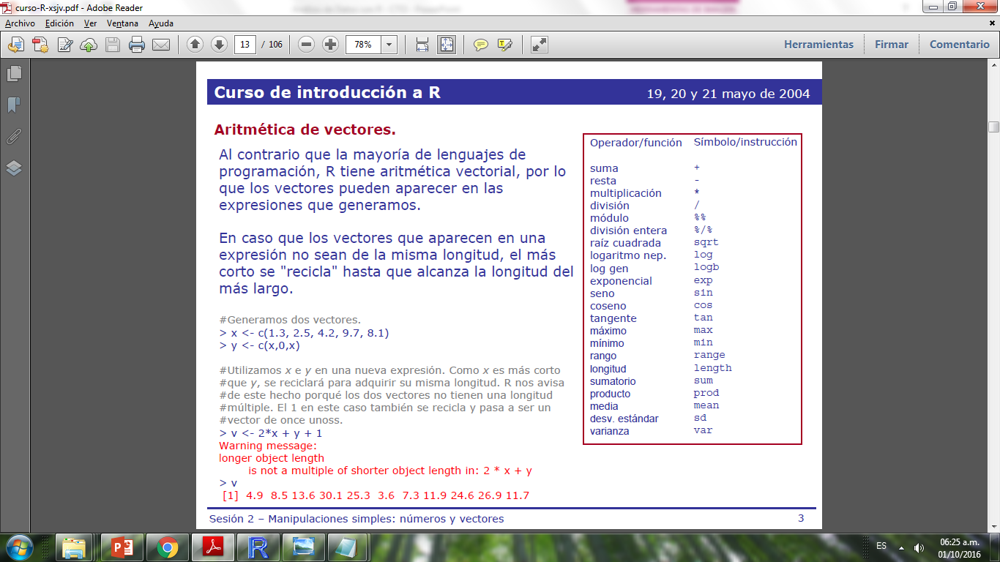 curso-R-xsjv.pdf - Adobe Reader
Archivo Edición Ver Ventana Ayuda
13 / 106 78% Herramientas Firmar Comentario
Curso de introducción a R 19, 20 y 21 mayo de 2004
Aritmética de vectores.
Al contrario que la mayoría de lenguajes de
programación, R tiene aritmética vectorial, por lo
que los vectores pueden aparecer en las
expresiones que generamos.
En caso que los vectores que aparecen en una
expresión no sean de la misma longitud, el más
corto se "recicla" hasta que alcanza la longitud del
más largo.
#Generamos dos vectores.
> x <- c(1.3, 2.5, 4.2, 9.7, 8.1)
> y <- c(x,0,x)
#Utilizamos x e y en una nueva expresión. Como x es más corto
#que y, se reciclará para adquirir su misma longitud. R nos avisa
#de este hecho porqué los dos vectores no tienen una longitud
#múltiple. El 1 en este caso también se recicla y pasa a ser un
#vector de once unoss.
> v <- 2*x + y + 1
Warning message:
longer object length
is not a multiple of shorter object length in: 2 * x + y
> v
[1] 4.9 8.5 13.6 30.1 25.3 3.6 7.3 11.9 24.6 26.9 11.7
Operador/función Símbolo/instrucción
suma +
resta -
multiplicación *
división /
módulo %%
división entera %/%
raíz cuadrada sqrt
logaritmo nep. log
log gen logb
exponencial exp
seno sin
coseno cos
tangente tan
máximo max
mínimo min
rango range
longitud length
sumatorio sum
producto prod
media mean
desv. estándar sd
varianza var
Sesión 2 – Manipulaciones simples: números y vectores 3
ES 06:25 a.m.
01/10/2016